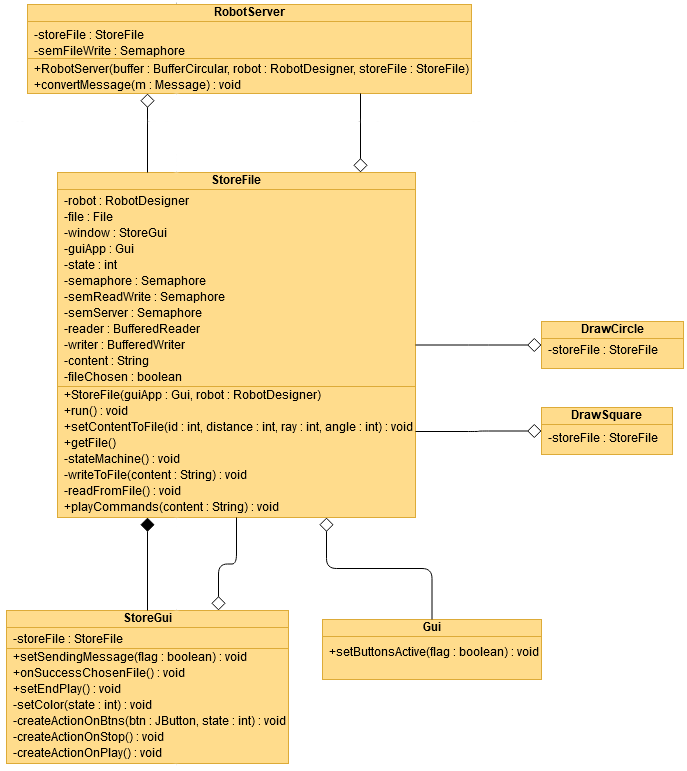 RobotServer
-storeFile : StoreFile
-semFileWrite : Semaphore
+RobotServer(buffer : BufferCircular, robot : RobotDesigner, storeFile : StoreFile)
+convertMessage(m : Message) : void
StoreFile
-robot : RobotDesigner
-file : File
-window : StoreGui
-guiApp : Gui
-state : int
-semaphore : Semaphore
-semReadWrite : Semaphore
-semServer : Semaphore
-reader : BufferedReader
-writer : BufferedWriter
-content : String
-fileChosen : boolean
+StoreFile(guiApp : Gui, robot : RobotDesigner)
+run() : void
+setContentToFile(id : int, distance : int, ray : int, angle : int) : void
+getFile()
-stateMachine() : void
-writeToFile(content : String) : void
-readFromFile() : void
+playCommands(content : String) : void
DrawCircle
-storeFile : StoreFile
DrawSquare
-storeFile : StoreFile
StoreGui
-storeFile : StoreFile
+setSendingMessage(flag : boolean) : void
+onSuccessChosenFile() : void
+setEndPlay() : void
-setColor(state : int) : void
-createActionOnBtns(btn : JButton, state : int) : void
-createActionOnStop() : void
-createActionOnPlay() : void
Gui
+setButtonsActive(flag : boolean) : void